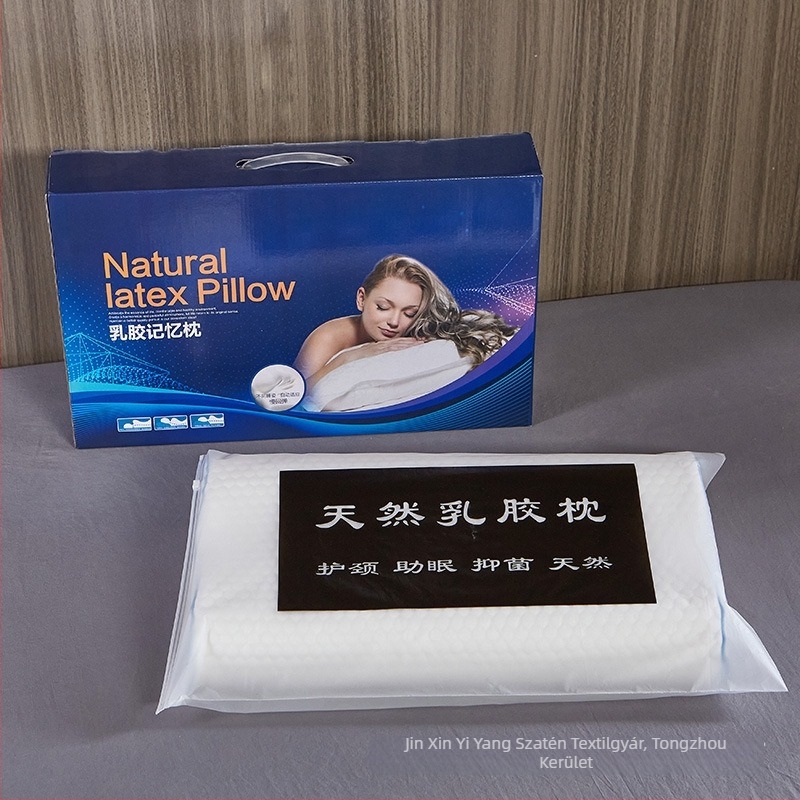 Natural
latex Pillow
乳胶记忆枕
天然乳胶枕
护颈 助眠 抑菌 天然
Jin Xin Yi Yang Szatén Textilgyár, Tongzhou
Kerület